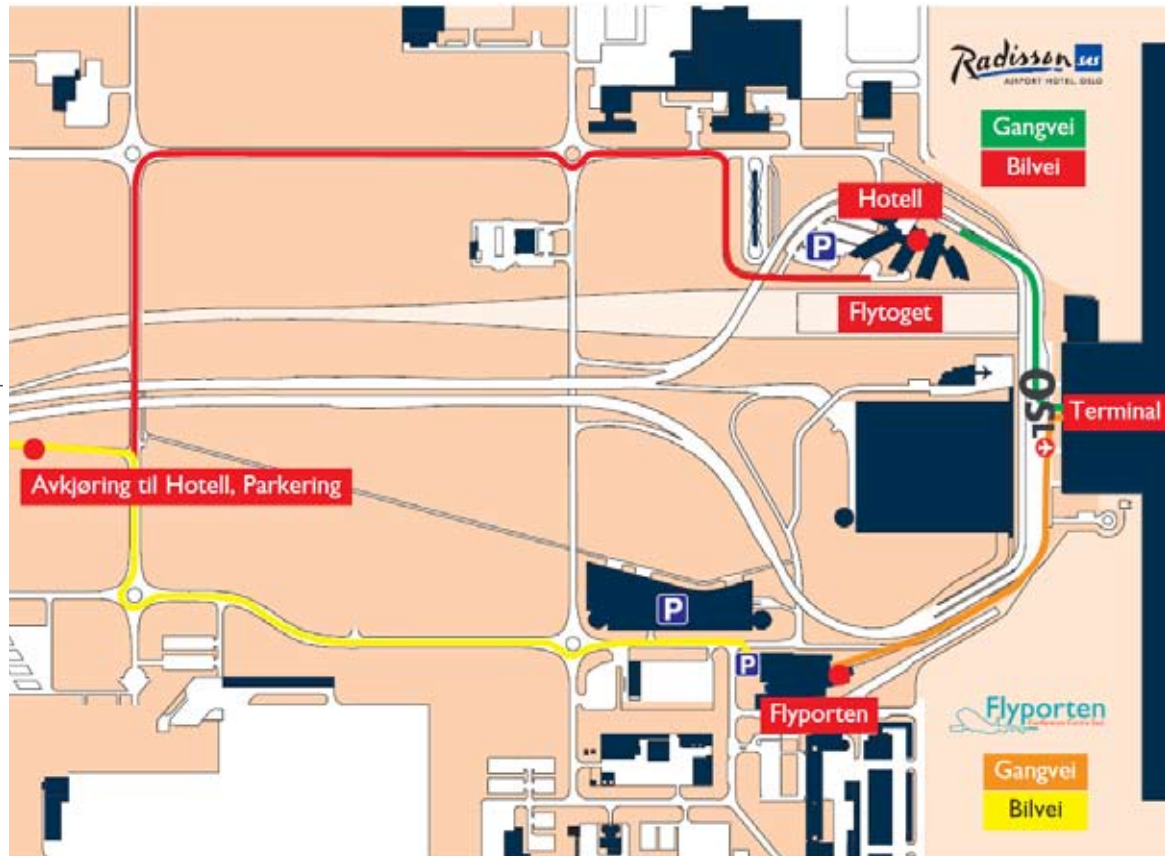 Radisson SAS
AIRPORT HOTEL, OSLO
Gangvei
Bilvei
Hotell
P
Flytoget
OSL
Terminal
Avkjøring til Hotell, Parkering
P
P
Flyporten
Flyporten
Gangvei
Bilvei